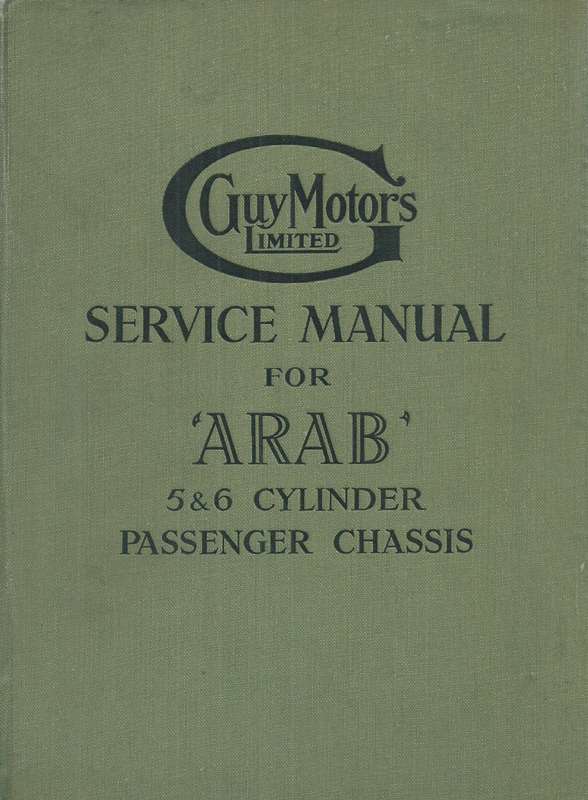 Guy Motors
Limited
SERVICE MANUAL
FOR
'ARAB'
5 & 6 CYLINDER
PASSENGER CHASSIS